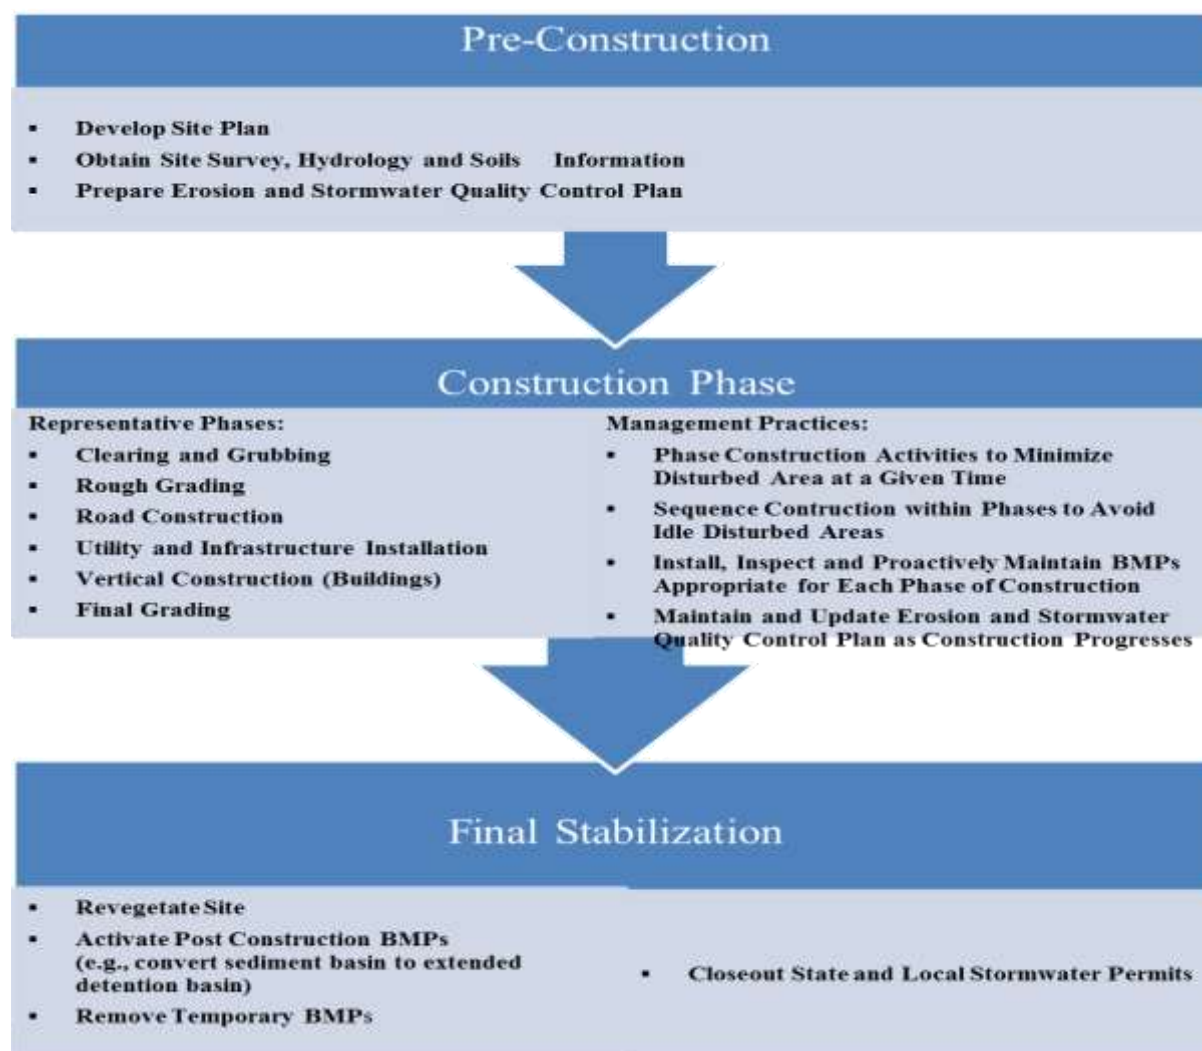 Pre-Construction
▪ Develop Site Plan
▪ Obtain Site Survey, Hydrology and Soils Information
▪ Prepare Erosion and Stormwater Quality Control Plan
Construction Phase
Representative Phases:
▪ Clearing and Grubbing
▪ Rough Grading
▪ Road Construction
▪ Utility and Infrastructure Installation
▪ Vertical Construction (Buildings)
▪ Final Grading
Management Practices:
▪ Phase Construction Activities to Minimize
Disturbed Area at a Given Time
▪ Sequence Contruction within Phases to Avoid
Idle Disturbed Areas
▪ Install, Inspect and Proactively Maintain BMPs
Appropriate for Each Phase of Construction
▪ Maintain and Update Erosion and Stormwater
Quality Control Plan as Construction Progresses
Final Stabilization
▪ Revegetate Site
▪ Activate Post Construction BMPs
(e.g., convert sediment basin to extended
detention basin)
▪ Remove Temporary BMPs
▪ Closeout State and Local Stormwater Permits